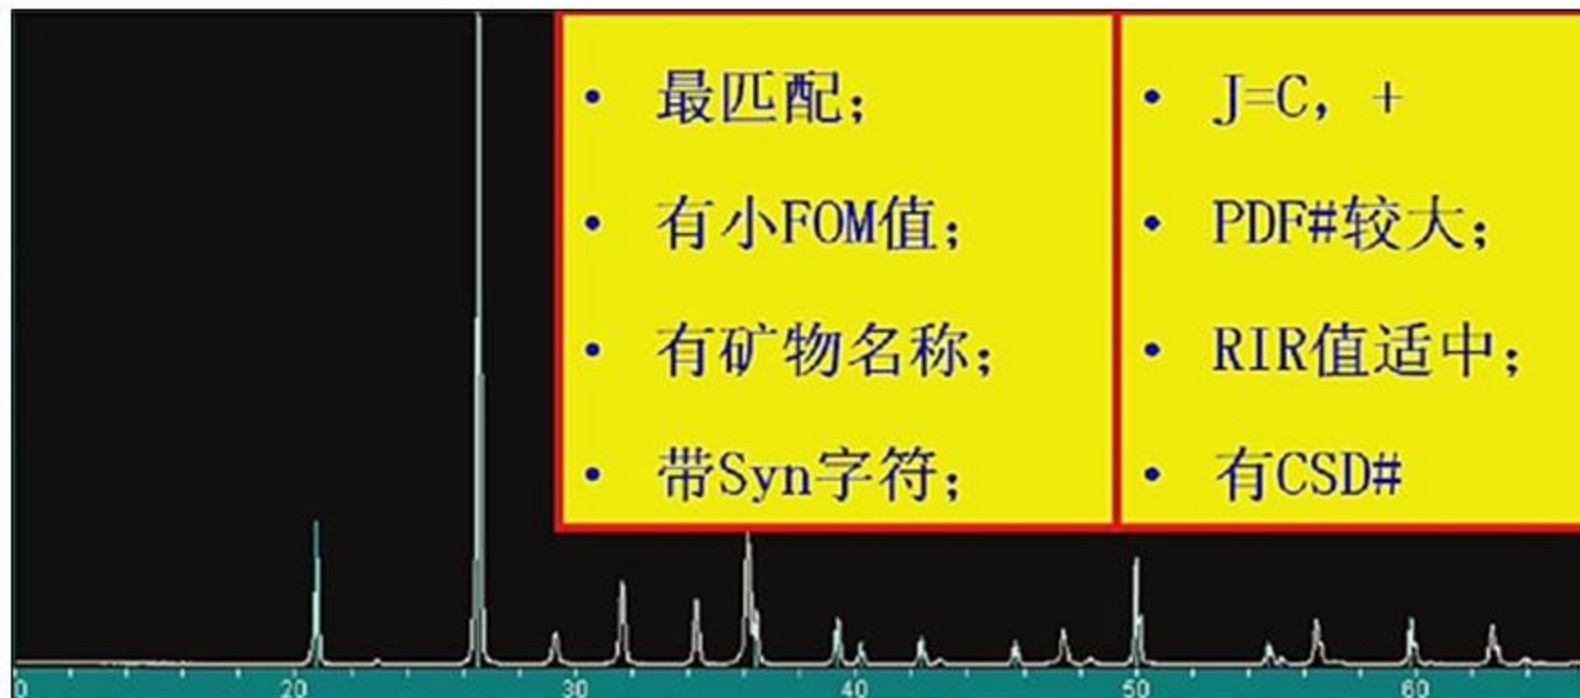 • 最匹配；
• 有小FOM值；
• 有矿物名称；
• 带Syn字符；
• J=C，+
• PDF#较大；
• RIR值适中；
• 有CSD#
0 20 30 40 50 60